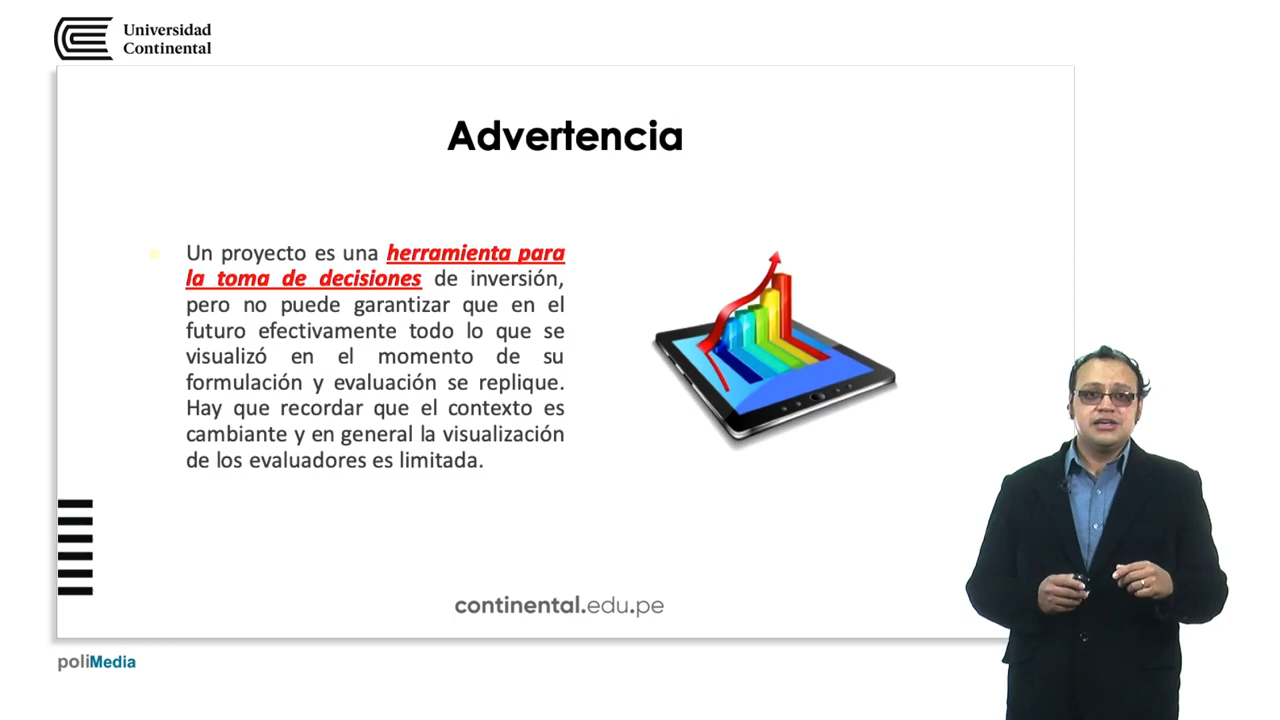 Universidad
Continental
Advertencia
Un proyecto es una herramienta para
la toma de decisiones de inversión,
pero no puede garantizar que en el
futuro efectivamente todo lo que se
visualizó en el momento de su
formulación y evaluación se replique.
Hay que recordar que el contexto es
cambiante y en general la visualización
de los evaluadores es limitada.
continental.edu.pe
poliMedia